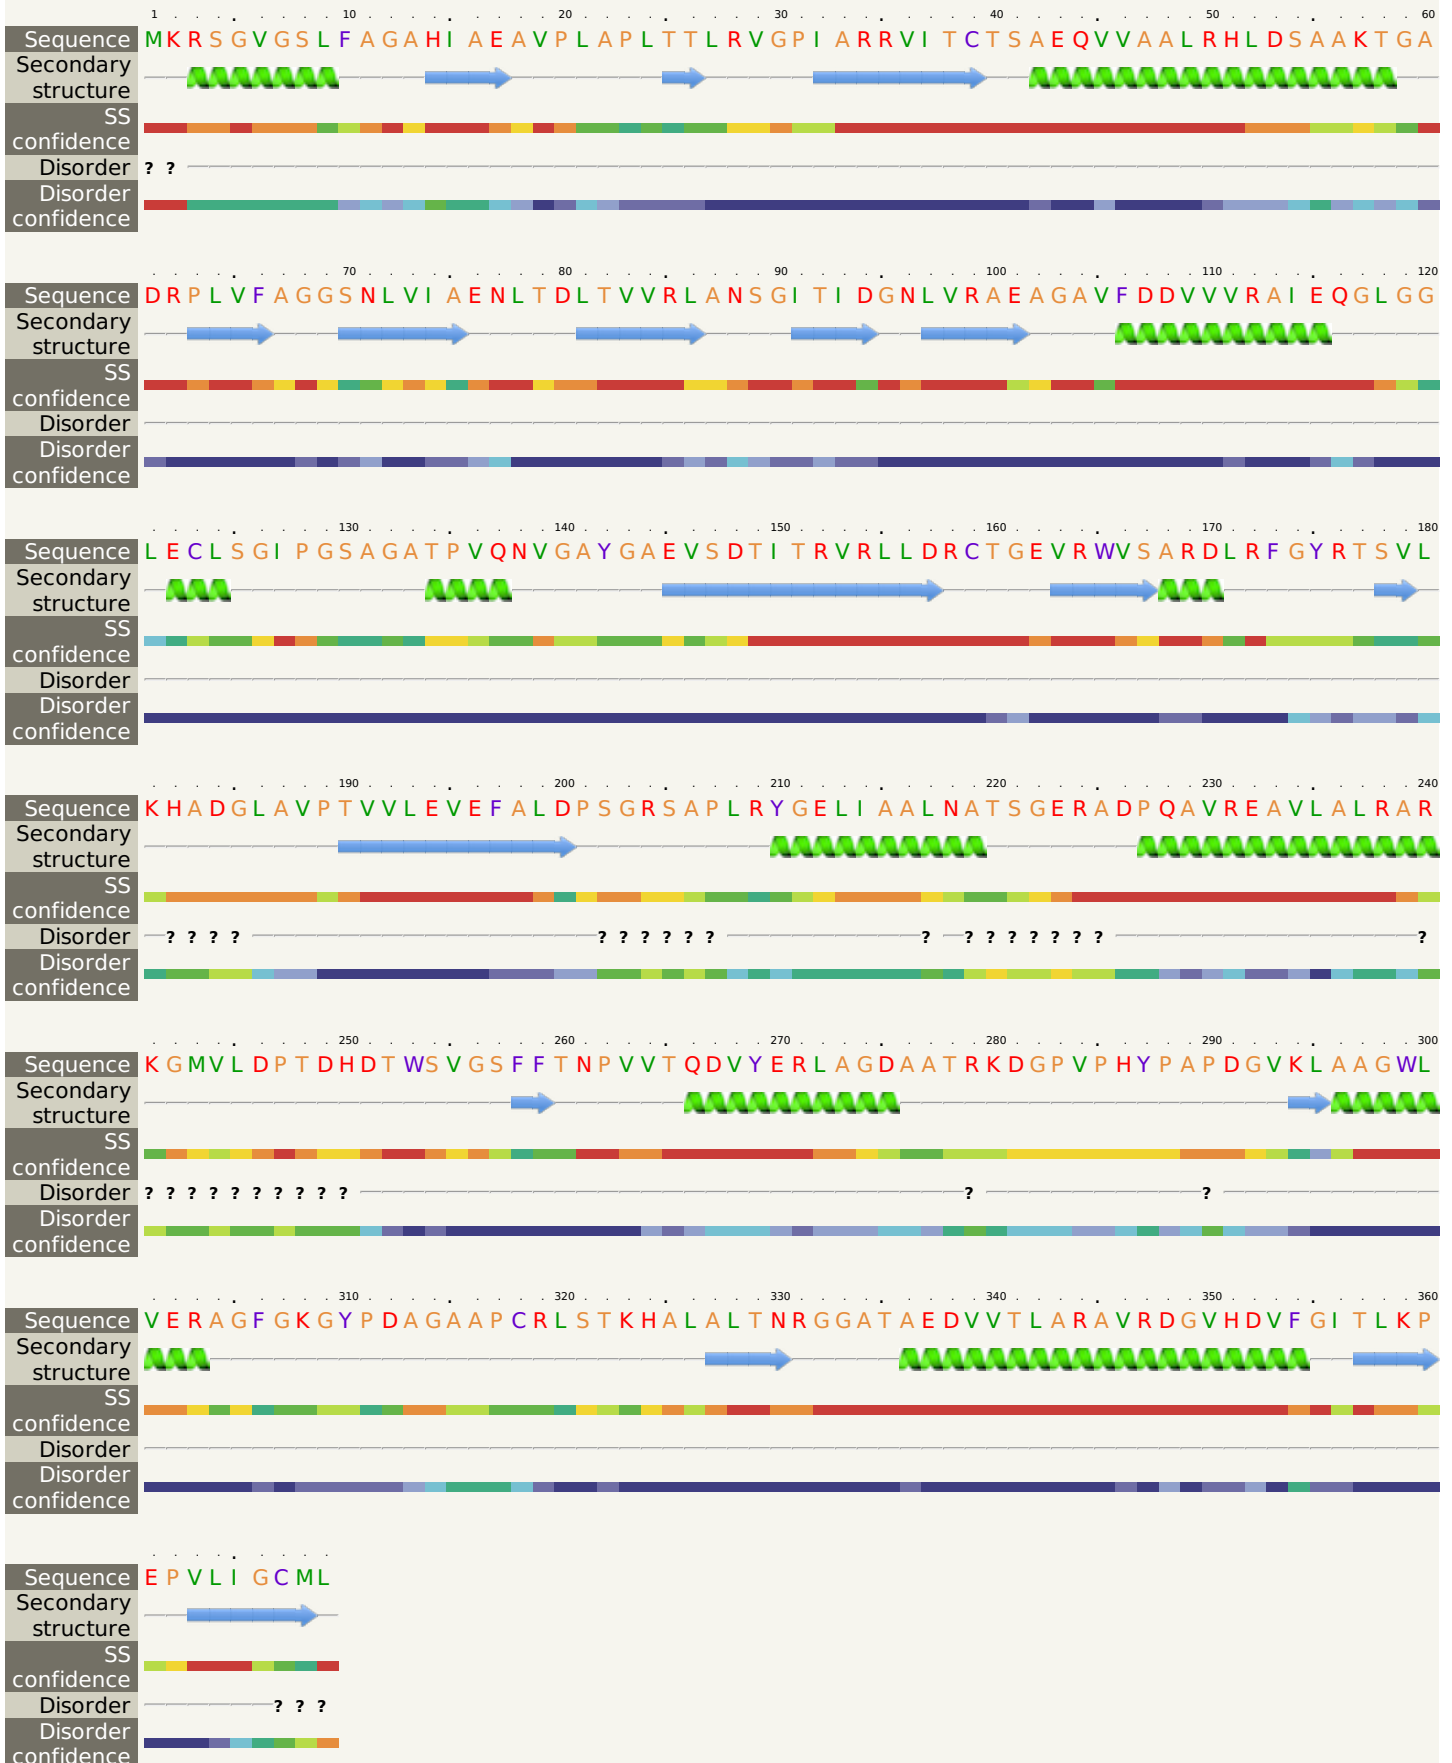 1 10 20 30 40 50 60
Sequence MKRSGVGSLFAGAHIAEAVPLAPLTTLRVGPIARRVITCTSAEQVVAALRHLDSAAKTGA
Secondary
structure
SS
confidence
Disorder ? ?
Disorder
confidence
70 80 90 100 110 120
Sequence DRPLVFAGGSNLVIAENLTDLTVVRLANSGITIDGNLVRAEAGAVFDDVVVRAIEQGLGG
Secondary
structure
SS
confidence
Disorder
Disorder
confidence
130 140 150 160 170 180
Sequence LECLSGIPGSAGATPVQNVGAYGAEVSDTITRVRLLDRCTGEVRWVSARDLRFGYRTSVL
Secondary
structure
SS
confidence
Disorder
Disorder
confidence
190 200 210 220 230 240
Sequence KHADGLAVPTVVLEVEFALDPSGRSAPLRYGELIAALNATSGERADPQAVREAVLALRAR
Secondary
structure
SS
confidence
Disorder ? ? ? ? ? ? ? ? ? ? ? ? ? ? ? ? ? ? ?
Disorder
confidence
250 260 270 280 290 300
Sequence KGMVLDPTDHDTWSVGSFFTNPVVTQDVYERLAGDAATRKDGPVPHYPAPDGVKLAAGWL
Secondary
structure
SS
confidence
Disorder ? ? ? ? ? ? ? ? ? ? ? ?
Disorder
confidence
310 320 330 340 350 360
Sequence VERAGFGKGYPDAGAAPCRLSTKHALALTNRGGATAEDVVTLARAVRDGVHDVFGITLKP
Secondary
structure
SS
confidence
Disorder
Disorder
confidence
Sequence EPVLIGCML
Secondary
structure
SS
confidence
Disorder ? ? ?
Disorder
confidence